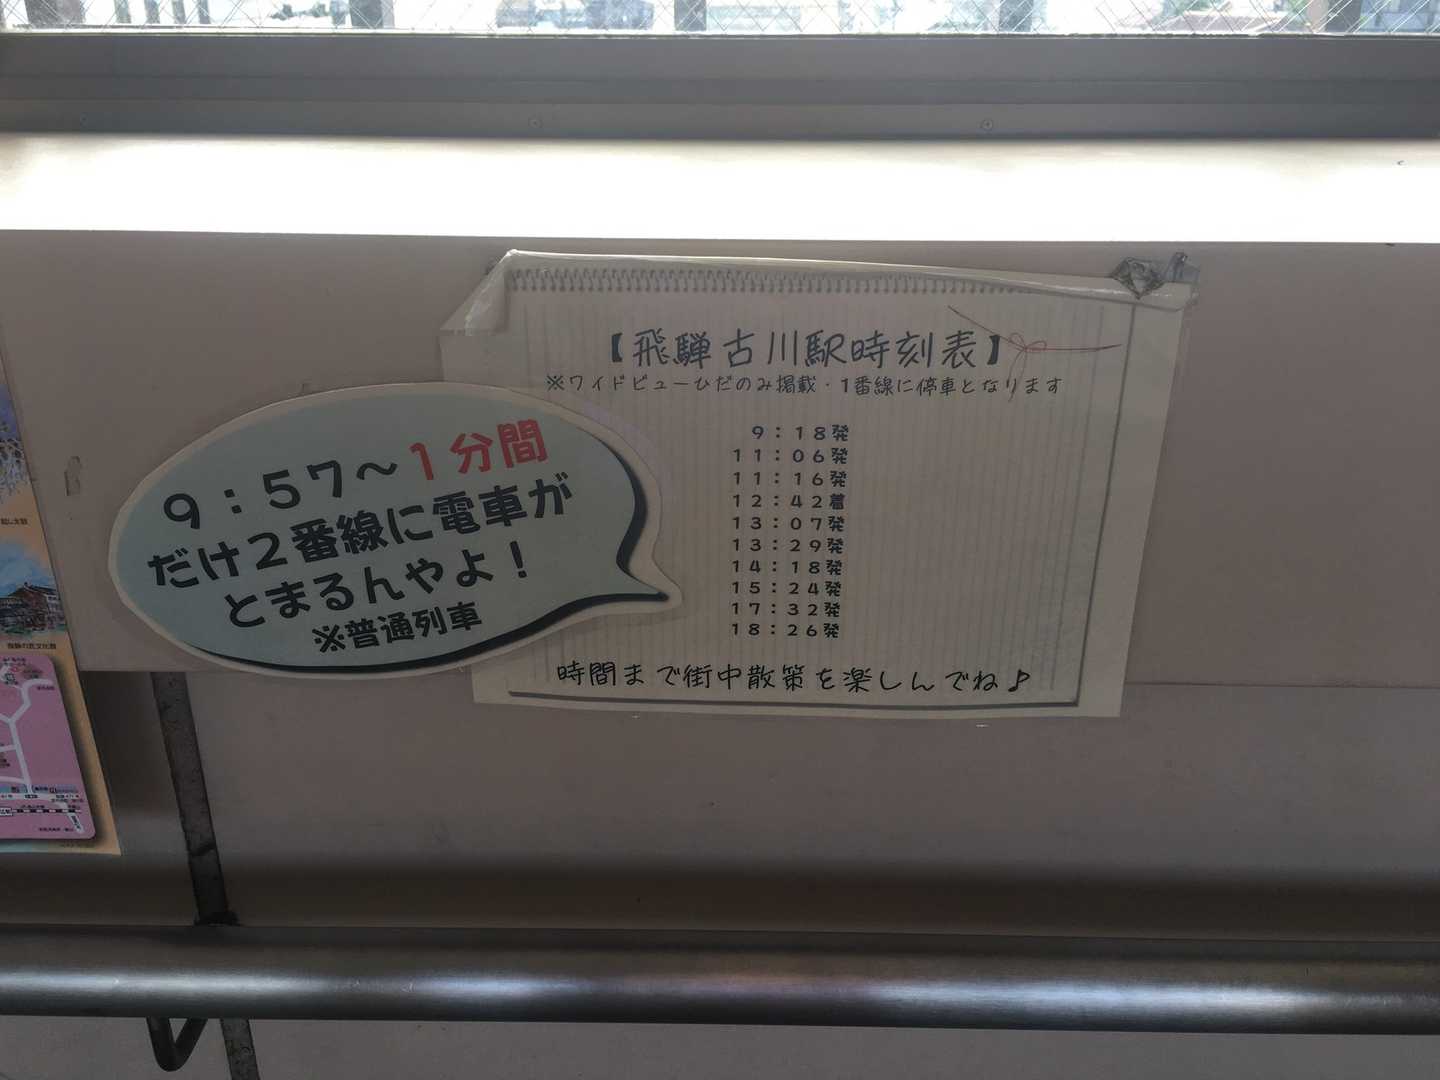 【飛騨古川駅時刻表】
※ワイドビューひだのみ掲載・1番線に停車となります
9：18発
11：06発
11：16発
12：42着
13：07発
13：29発
14：18発
15：24発
17：32発
18：26発
時間まで街中散策を楽しんでね♪
9：57～1分間
だけ2番線に電車が
とまるんやよ！
※普通列車